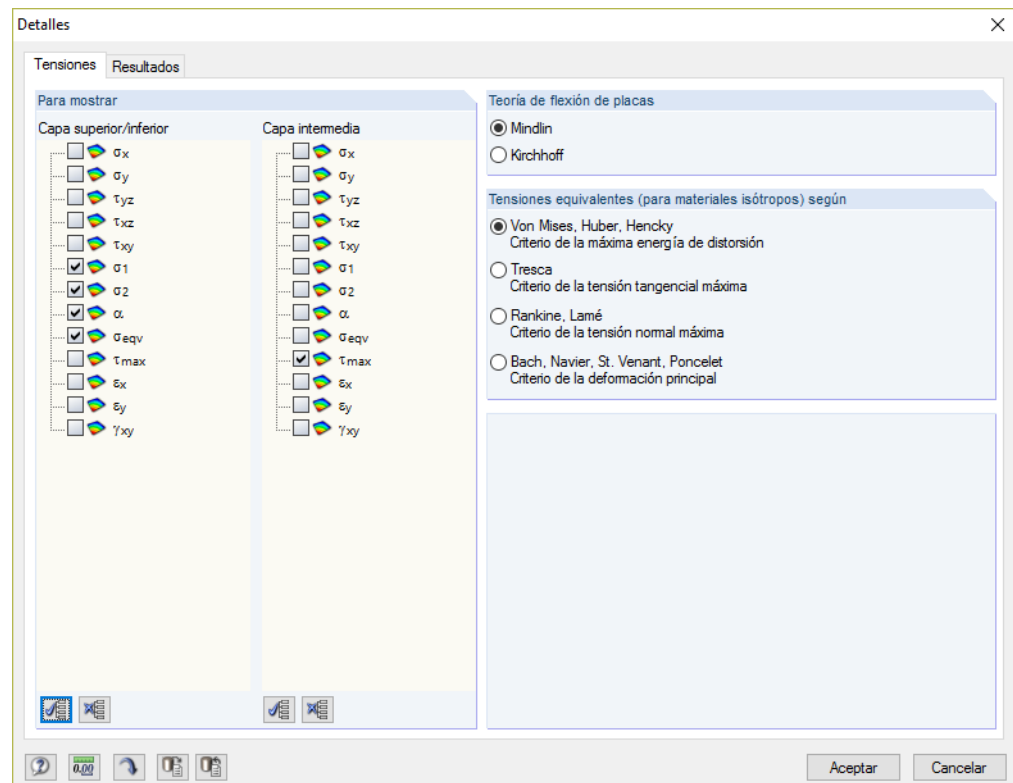 Detalles
Tensiones Resultados
Para mostrar
Capa superior/inferior
σx
σy
τyz
τxz
τxy
σ1
σ2
α
σeqv
τmax
εx
εy
γxy
Capa intermedia
σx
σy
τyz
τxz
τxy
σ1
σ2
α
σeqv
τmax
εx
εy
γxy
Teoría de flexión de placas
Mindlin
Kirchhoff
Tensiones equivalentes (para materiales isótropos) según
Von Mises, Huber, Hencky
Criterio de la máxima energía de distorsión
Tresca
Criterio de la tensión tangencial máxima
Rankine, Lamé
Criterio de la tensión normal máxima
Bach, Navier, St. Venant, Poncelet
Criterio de la deformación principal
0.00
Aceptar Cancelar